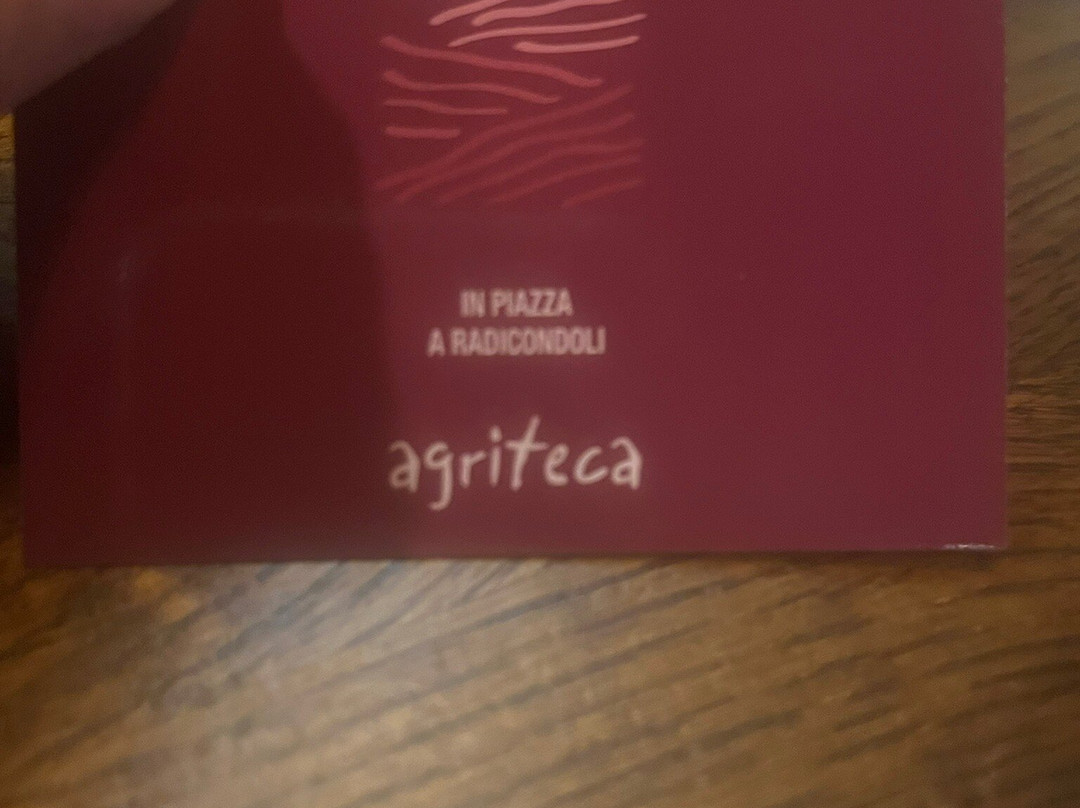 IN PIAZZA
A RADICONDOLI
agriteca